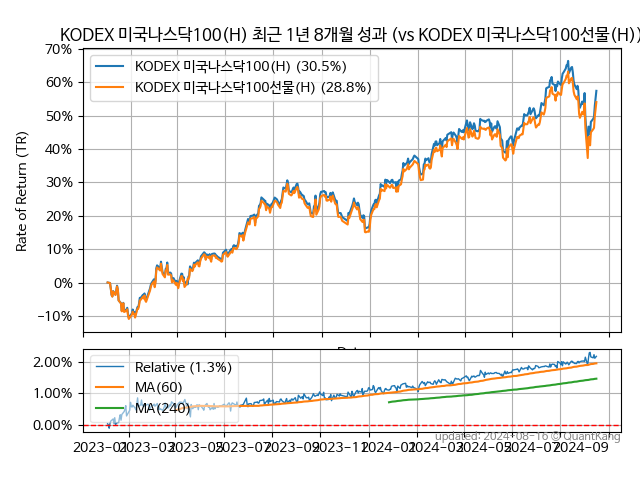 KODEX 미국나스닥100(H) 최근 1년 8개월 성과 (vs KODEX 미국나스닥100선물(H))
Rate of Return (TR)
70%
60%
50%
40%
30%
20%
10%
0%
−10%
KODEX 미국나스닥100(H) (30.5%)
KODEX 미국나스닥100선물(H) (28.8%)
2.00%
1.00%
0.00%
Relative (1.3%)
MA(60)
MA(240)
2023-01 2023-03 2023-05 2023-07 2023-09 2023-11 2024-01 2024-03 2024-05 2024-07 2024-09
updated: 2024-08-16 © QuantKang